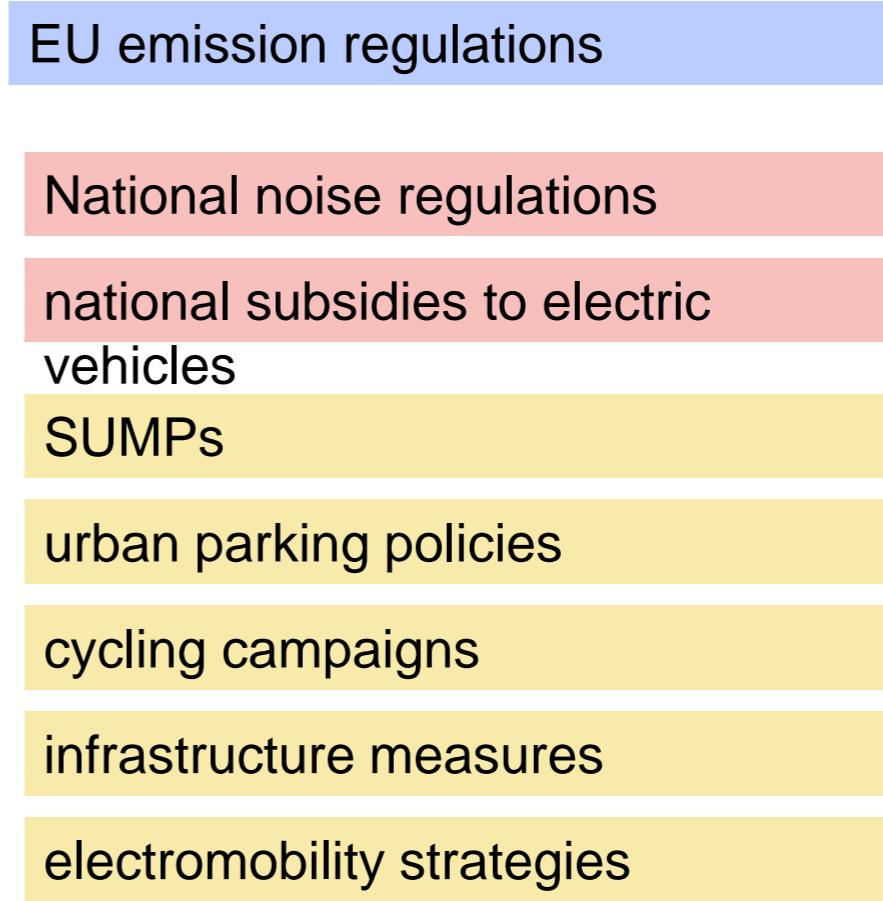 EU emission regulations
National noise regulations
national subsidies to electric
vehicles
SUMPs
urban parking policies
cycling campaigns
infrastructure measures
electromobility strategies